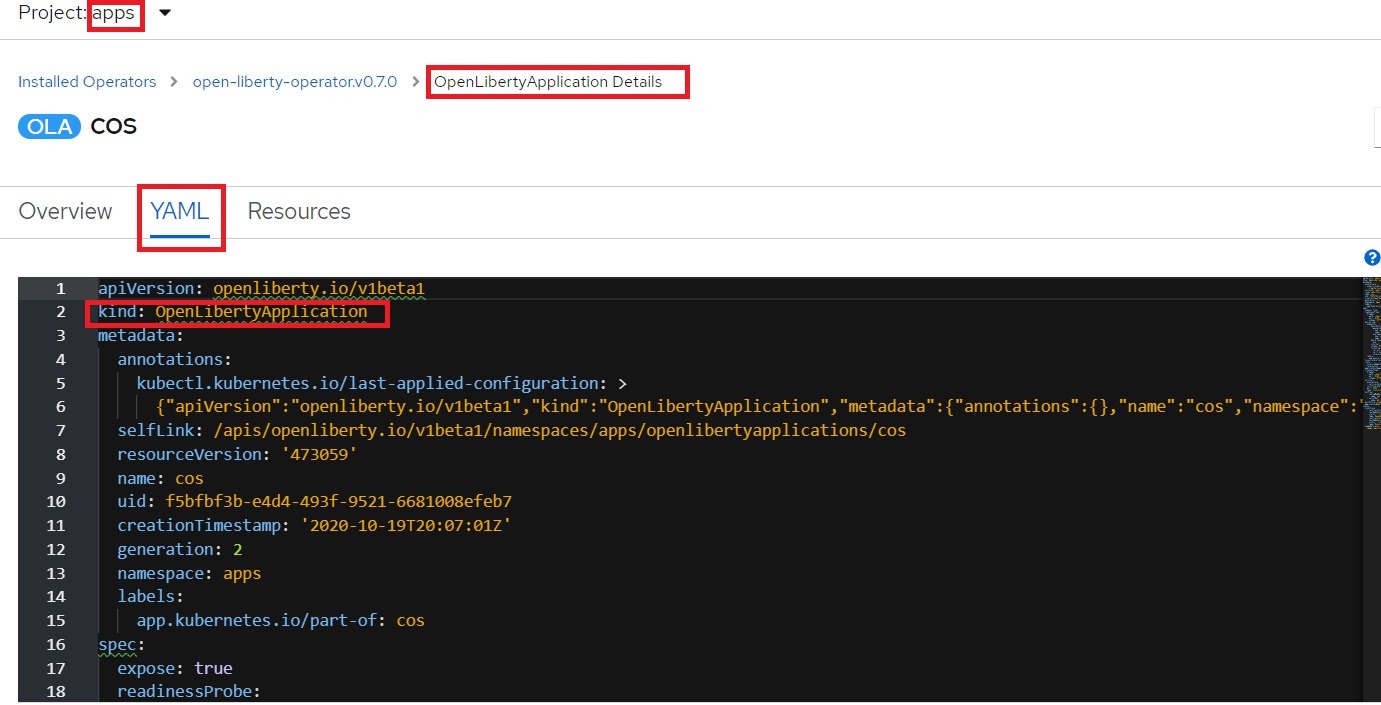 Project: apps
Installed Operators > open-liberty-operator.v0.7.0 > OpenLibertyApplication Details
OLA COS
Overview YAML Resources
?
1 apiVersion: openliberty.io/v1beta1
2 kind: OpenLibertyApplication
3 metadata:
4 annotations:
5 kubectl.kubernetes.io/last-applied-configuration: >
6 {"apiVersion":"openliberty.io/v1beta1","kind":"OpenLibertyApplication","metadata":{"annotations":{},"name":"cos","namespace":
7 selfLink: /apis/openliberty.io/v1beta1/namespaces/apps/openlibertyapplications/cos
8 resourceVersion: '473059'
9 name: cos
10 uid: f5bfbf3b-e4d4-493f-9521-6681008efeb7
11 creationTimestamp: '2020-10-19T20:07:01Z'
12 generation: 2
13 namespace: apps
14 labels:
15 app.kubernetes.io/part-of: cos
16 spec:
17 expose: true
18 readinessProbe: